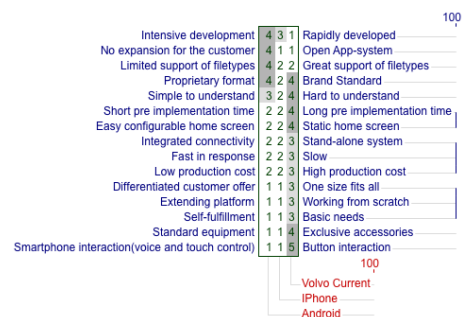 100
Intensive development 4 3 1 Rapidly developed
No expansion for the customer 4 1 1 Open App-system
Limited support of filetypes 4 2 2 Great support of filetypes
Proprietary format 4 2 4 Brand Standard
Simple to understand 3 2 4 Hard to understand
Short pre implementation time 2 2 4 Long pre implementation time
Easy configurable home screen 2 2 4 Static home screen
Integrated connectivity 2 2 3 Stand-alone system
Fast in response 2 2 3 Slow
Low production cost 2 2 3 High production cost
Differentiated customer offer 1 1 3 One size fits all
Extending platform 1 1 3 Working from scratch
Self-fulfillment 1 1 3 Basic needs
Standard equipment 1 1 4 Exclusive accessories
Smartphone interaction(voice and touch control) 1 1 5 Button interaction
100
Volvo Current
IPhone
Android